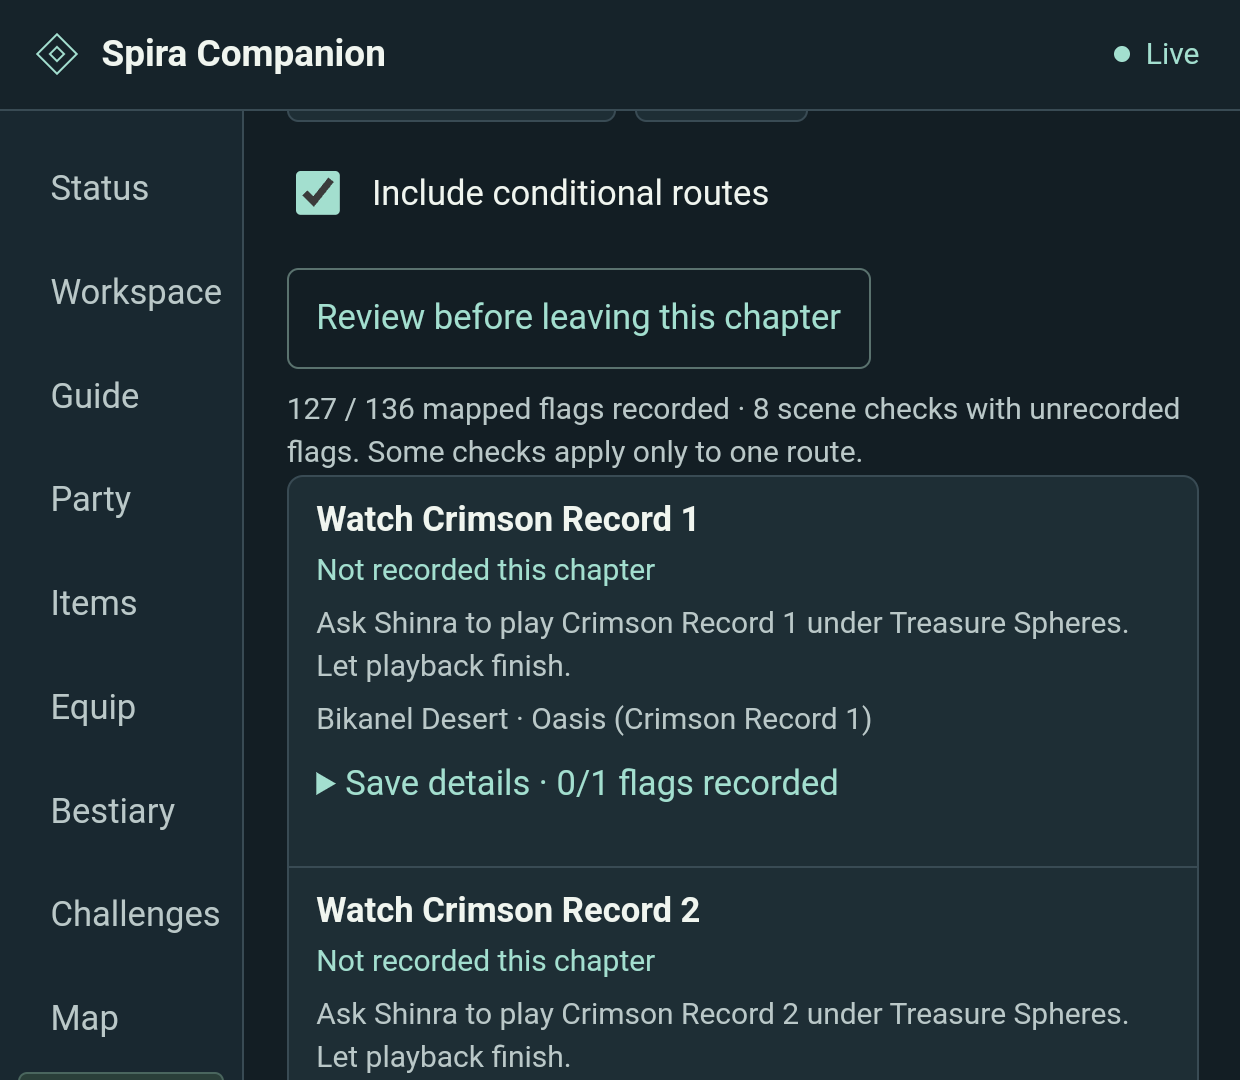 Spira Companion
Live
Status
Workspace
Guide
Party
Items
Equip
Bestiary
Challenges
Map
Include conditional routes
Review before leaving this chapter
127 / 136 mapped flags recorded · 8 scene checks with unrecorded
flags. Some checks apply only to one route.
Watch Crimson Record 1
Not recorded this chapter
Ask Shinra to play Crimson Record 1 under Treasure Spheres.
Let playback finish.
Bikanel Desert · Oasis (Crimson Record 1)
▶ Save details · 0/1 flags recorded
Watch Crimson Record 2
Not recorded this chapter
Ask Shinra to play Crimson Record 2 under Treasure Spheres.
Let playback finish.